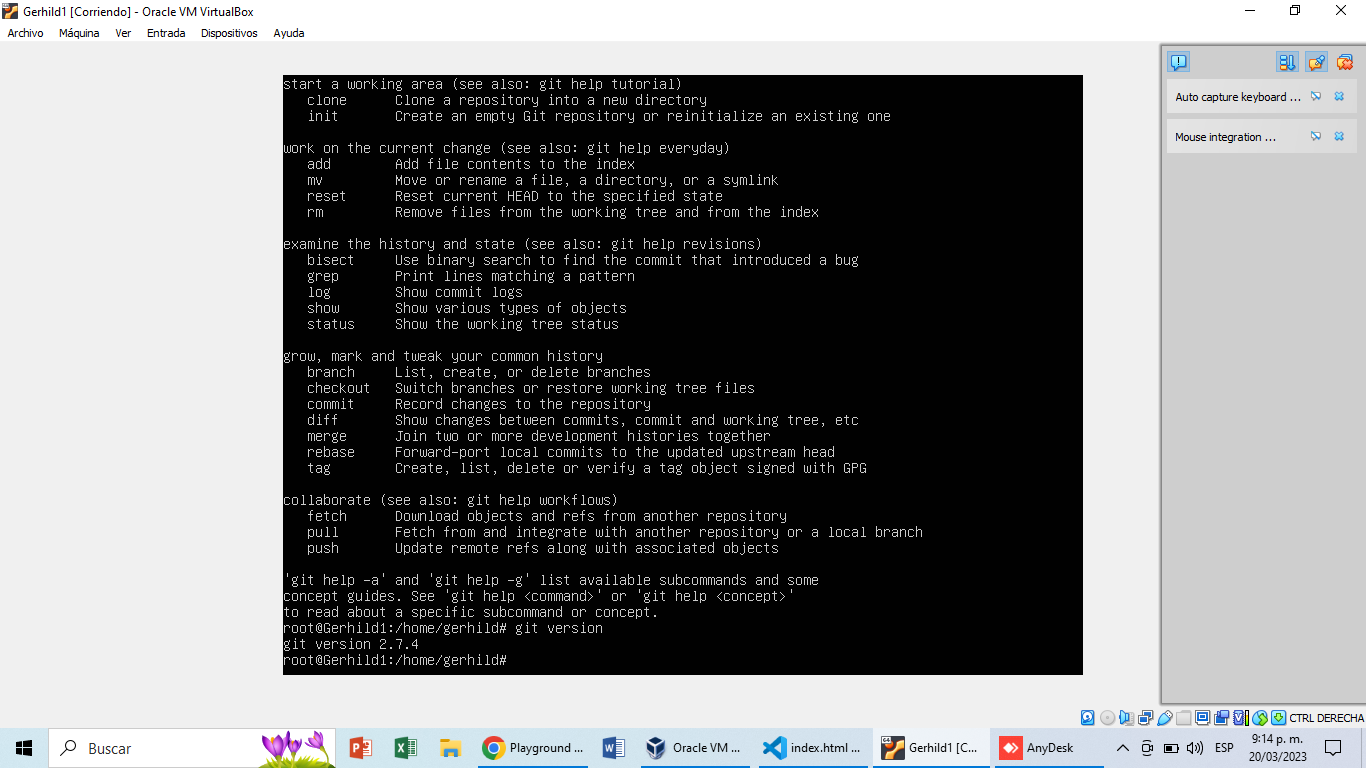 Gerhild1 [Corriendo] - Oracle VM VirtualBox
Archivo Máquina Ver Entrada Dispositivos Ayuda
start a working area (see also: git help tutorial)
clone Clone a repository into a new directory
init Create an empty Git repository or reinitialize an existing one
work on the current change (see also: git help everyday)
add Add file contents to the index
mv Move or rename a file, a directory, or a symlink
reset Reset current HEAD to the specified state
rm Remove files from the working tree and from the index
examine the history and state (see also: git help revisions)
bisect Use binary search to find the commit that introduced a bug
grep Print lines matching a pattern
log Show commit logs
show Show various types of objects
status Show the working tree status
grow, mark and tweak your common history
branch List, create, or delete branches
checkout Switch branches or restore working tree files
commit Record changes to the repository
diff Show changes between commits, commit and working tree, etc
merge Join two or more development histories together
rebase Forward-port local commits to the updated upstream head
tag Create, list, delete or verify a tag object signed with GPG
collaborate (see also: git help workflows)
fetch Download objects and refs from another repository
pull Fetch from and integrate with another repository or a local branch
push Update remote refs along with associated objects
'git help -a' and 'git help -g' list available subcommands and some
concept guides. See 'git help <command>' or 'git help <concept>'
to read about a specific subcommand or concept.
root@Gerhild1:/home/gerhild# git version
git version 2.7.4
root@Gerhild1:/home/gerhild#
Auto capture keyboard ...
Mouse integration ...
CTRL DERECHA
Buscar
Playground ...
Oracle VM ...
index.html ...
Gerhild1 [C...
AnyDesk
ESP
9:14 p. m.
20/03/2023